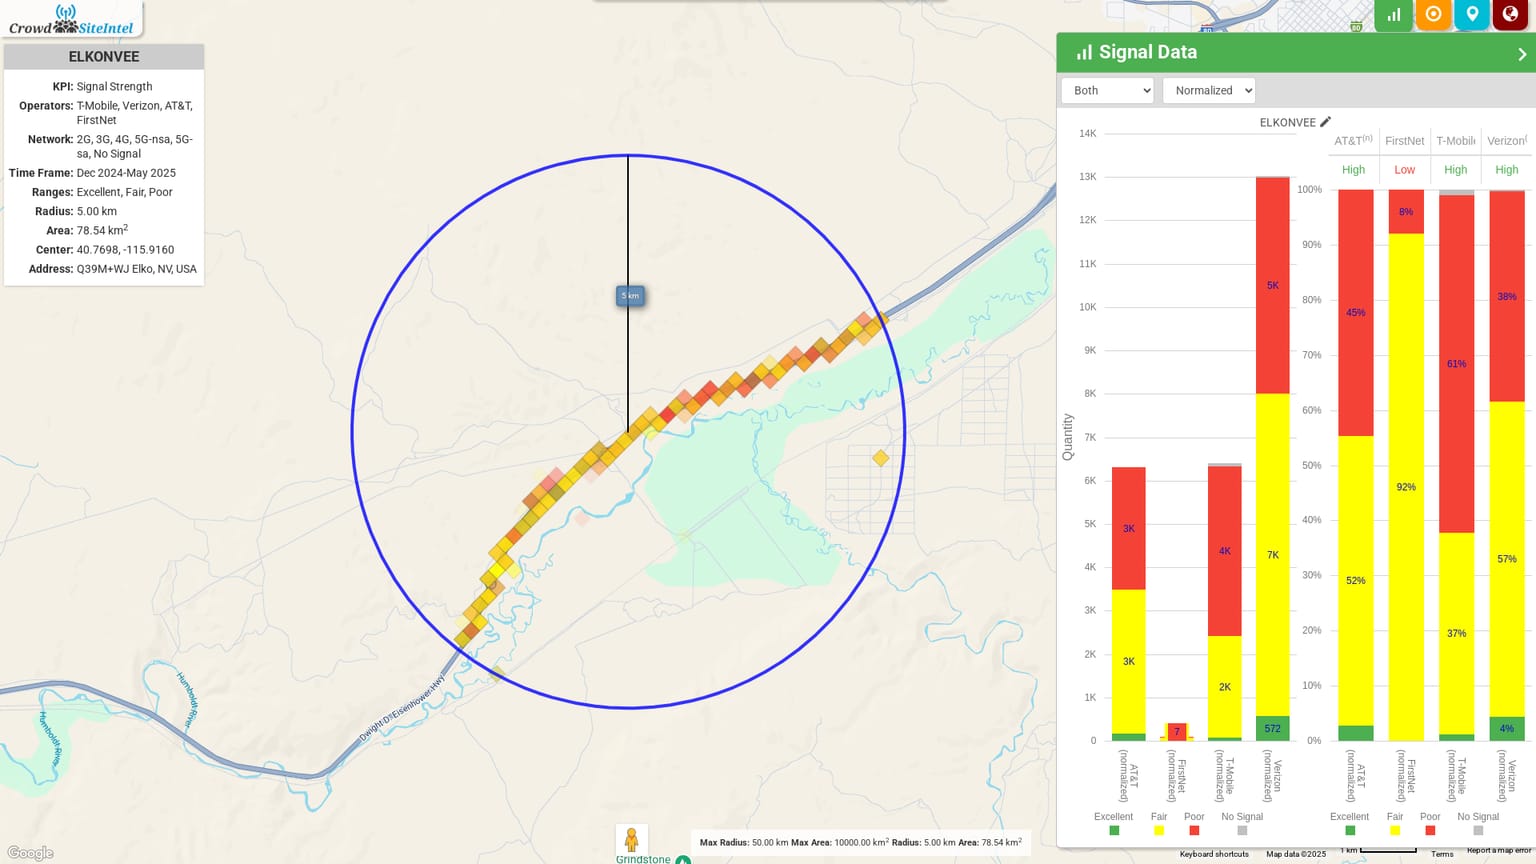 Crowd SiteIntel
ELKONVEE
KPI: Signal Strength
Operators: T-Mobile, Verizon, AT&T,
FirstNet
Network: 2G, 3G, 4G, 5G-nsa, 5G-
sa, No Signal
Time Frame: Dec 2024-May 2025
Ranges: Excellent, Fair, Poor
Radius: 5.00 km
Area: 78.54 km²
Center: 40.7698, -115.9160
Address: Q39M+WJ Elko, NV, USA
80
80
5 km
Humboldt River
Humboldt River
Dwight D. Eisenhower Hwy
Grindstone
Google
Max Radius: 50.00 km Max Area: 10000.00 km² Radius: 5.00 km Area: 78.54 km²
Keyboard shortcuts
Map data ©2025
1 km
Terms
Report a map error
Signal Data
Both
Normalized
ELKONVEE
Quantity
14K
13K
12K
11K
10K
9K
8K
7K
6K
5K
4K
3K
2K
1K
0
3K
3K
7
4K
2K
5K
7K
572
AT&T (normalized)
FirstNet (normalized)
T-Mobile (normalized)
Verizon (normalized)
Excellent
Fair
Poor
No Signal
AT&T(n)
FirstNet
T-Mobile
Verizon(
High
Low
High
High
100%
90%
80%
70%
60%
50%
40%
30%
20%
10%
0%
45%
52%
8%
92%
61%
37%
38%
57%
4%
AT&T (normalized)
FirstNet (normalized)
T-Mobile (normalized)
Verizon (normalized)
Excellent
Fair
Poor
No Signal